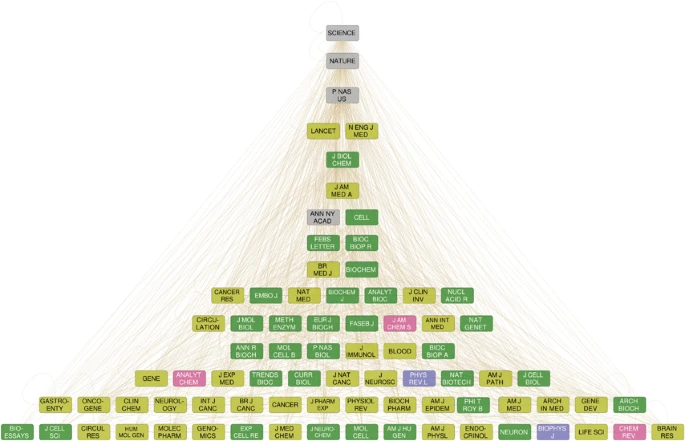 SCIENCE
NATURE
P NAS
US
LANCET
N ENG J
MED
J BIOL
CHEM
J AM
MED A
ANN NY
ACAD
CELL
FEBS
LETTER
BIOC
BIOP R
BR
MED J
BIOCHEM
CANCER
RES
EMBO J
NAT
MED
BIOCHEM
J
ANALYT
BIOC
J CLIN
INV
NUCL
ACID R
CIRCU-
LATION
J MOL
BIOL
METH
ENZYM
EUR J
BIOCH
FASEB J
J AM
CHEM S
ANN INT
MED
NAT
GENET
ANN R
BIOCH
MOL
CELL B
P NAS
BIOL
J
IMMUNOL
BLOOD
BIOC
BIOP A
GENE
ANALYT
CHEM
J EXP
MED
TRENDS
BIOC
CURR
BIOL
J NAT
CANC
J
NEUROSC
PHYS
REV L
NAT
BIOTECH
AM J
PATH
J CELL
BIOL
GASTRO-
ENTY
ONCO-
GENE
CLIN
CHEM
NEUROL-
OGY
INT J
CANC
BR J
CANC
CANCER
J PHARM
EXP
PHYSIOL
REV
BIOCH
PHARM
AM J
EPIDEM
PHI T
ROY B
AM J
MED
ARCH
IN MED
GENE
DEV
ARCH
BIOCH
BIO-
ESSAYS
J CELL
SCI
CIRCUL
RES
HUM
MOL GEN
MOLEC
PHARM
GENO-
MICS
EXP
CELL RE
J MED
CHEM
J NEURO
CHEM
MOL
CELL
AM J HU
GEN
AM J
PHYSL
ENDO-
CRINOL
NEURON
BIOPHYS
J
LIFE SCI
CHEM
REV
BRAIN
RES